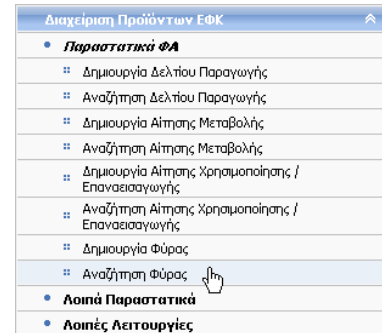 Διαχείριση Προϊόντων ΕΦΚ
Παραστατικά ΦΑ
Δημιουργία Δελτίου Παραγωγής
Αναζήτηση Δελτίου Παραγωγής
Δημιουργία Αίτησης Μεταβολής
Αναζήτηση Αίτησης Μεταβολής
Δημιουργία Αίτησης Χρησιμοποίησης /
Επαναεισαγωγής
Αναζήτηση Αίτησης Χρησιμοποίησης /
Επαναεισαγωγής
Δημιουργία Φύρας
Αναζήτηση Φύρας
Λοιπά Παραστατικά
Λοιπές Λειτουργίες